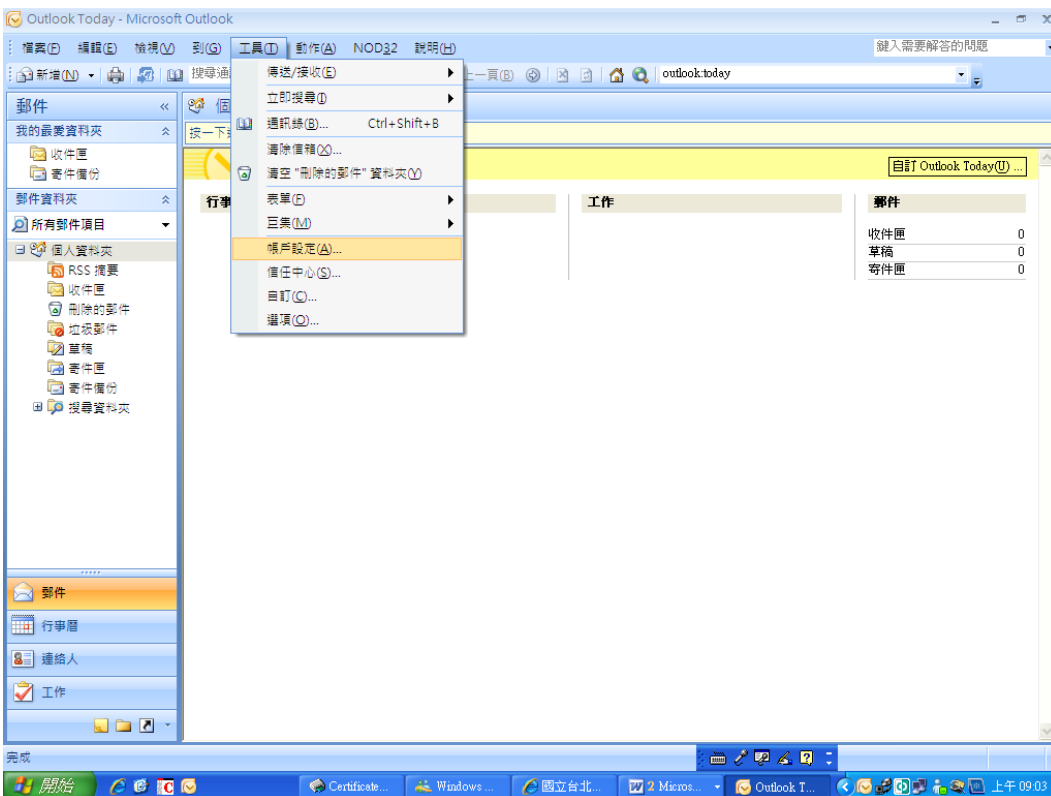 Outlook Today - Microsoft Outlook
檔案(F) 編輯(E) 檢視(V) 到(G) 工具(T) 動作(A) NOD32 說明(H) 鍵入需要解答的問題
新增(N) 搜尋通 上一頁(B) outlook:today
郵件 «
我的最愛資料夾
收件匣
寄件備份
郵件資料夾
所有郵件項目
個人資料夾
RSS 摘要
收件匣
刪除的郵件
垃圾郵件
草稿
寄件匣
寄件備份
搜尋資料夾
郵件
行事曆
連絡人
工作
個
按一下
傳送/接收(E)
立即搜尋(I)
通訊錄(B)... Ctrl+Shift+B
清除信箱(X)...
清空 "刪除的郵件" 資料夾(Y)
表單(F)
巨集(M)
帳戶設定(A)...
信任中心(S)...
自訂(C)...
選項(O)...
自訂 Outlook Today(U) ...
行事 工作 郵件
收件匣 0
草稿 0
寄件匣 0
完成
開始 Certificate... Windows ... 國立台北... 2 Micros... Outlook T... 上午 09:03